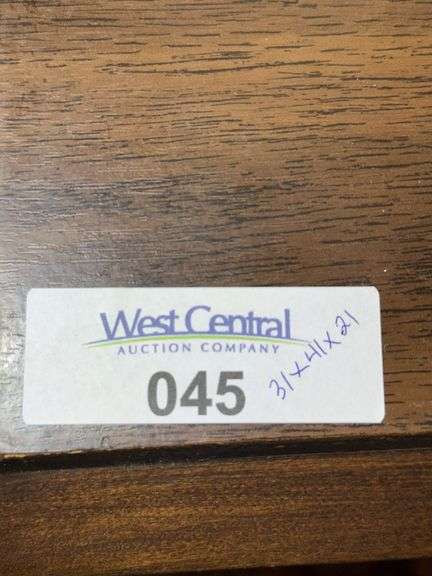 West Central
AUCTION COMPANY
045
31x41x21